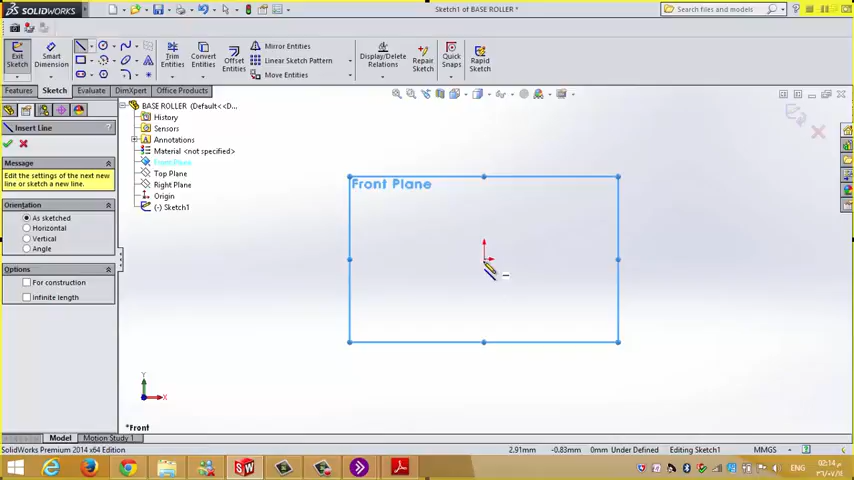 SOLIDWORKS
Sketch1 of BASE ROLLER *
Search files and models
Exit Sketch
Smart Dimension
Trim Entities
Convert Entities
Offset Entities
Mirror Entities
Linear Sketch Pattern
Move Entities
Display/Delete Relations
Repair Sketch
Quick Snaps
Rapid Sketch
Features
Sketch
Evaluate
DimXpert
Office Products
Insert Line
Message
Edit the settings of the next new line or sketch a new line.
Orientation
As sketched
Horizontal
Vertical
Angle
Options
For construction
Infinite length
BASE ROLLER (Default<<D...
History
Sensors
Annotations
Material <not specified>
Front Plane
Top Plane
Right Plane
Origin
(-) Sketch1
Front Plane
Y
X
*Front
Model
Motion Study 1
SolidWorks Premium 2014 x64 Edition
2.91mm
-0.83mm
0mm
Under Defined
Editing Sketch1
MMGS
ENG
02:14 م